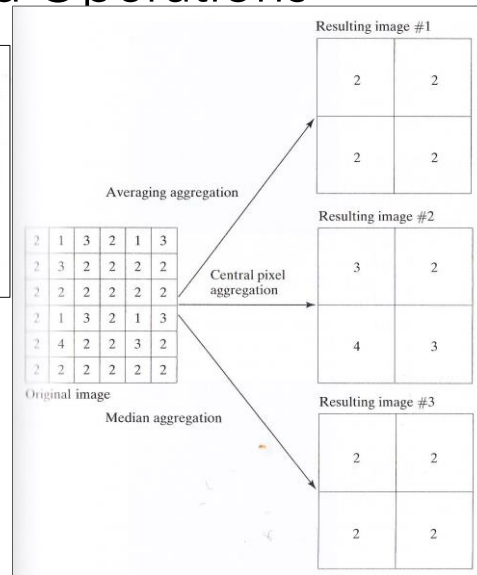 Operations
Resulting image #1
2 2
2 2
Averaging aggregation
Resulting image #2
2 1 3 2 1 3
2 3 2 2 2 2
2 2 2 2 2 2
2 1 3 2 1 3
2 4 2 2 3 2
2 2 2 2 2 2
Central pixel
aggregation
3 2
4 3
Original image
Resulting image #3
Median aggregation
2 2
2 2